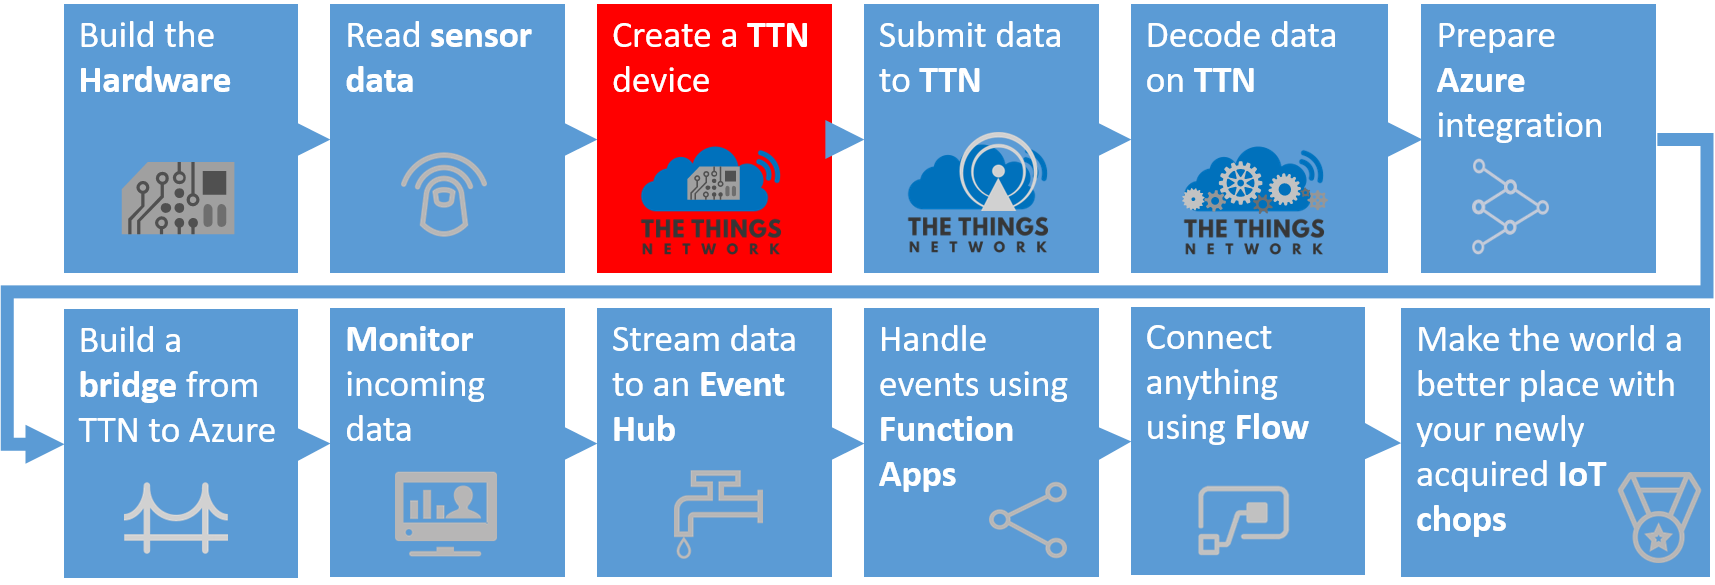 Build the
Hardware
Read sensor
data
Create a TTN
device
THE THINGS
NETWORK
Submit data
to TTN
THE THINGS
NETWORK
Decode data
on TTN
THE THINGS
NETWORK
Prepare
Azure
integration
Build a
bridge from
TTN to Azure
Monitor
incoming
data
Stream data
to an Event
Hub
Handle
events using
Function
Apps
Connect
anything
using Flow
Make the world a
better place with
your newly
acquired IoT
chops